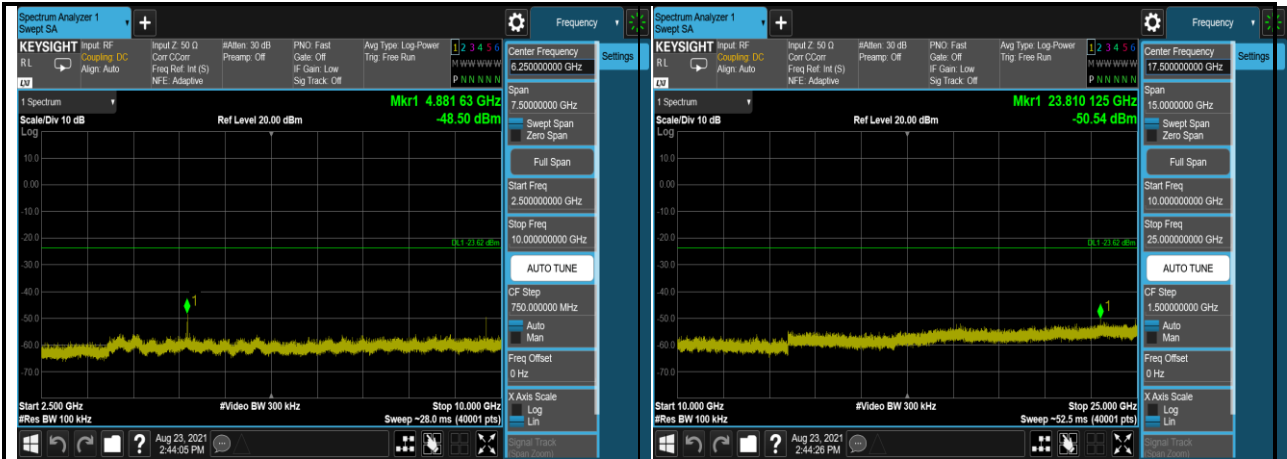 Spectrum Analyzer 1
Swept SA
Frequency
KEYSIGHT
RL
LXI
Input: RF
Coupling: DC
Align: Auto
Input Z: 50 Ω
Corr CCorr
Freq Ref: Int (S)
NFE: Adaptive
#Atten: 30 dB
Preamp: Off
PNO: Fast
Gate: Off
IF Gain: Low
Sig Track: Off
Avg Type: Log-Power
Trig: Free Run
1 2 3 4 5 6
M W W W W W
P N N N N N
1 Spectrum
Scale/Div 10 dB
Log
Ref Level 20.00 dBm
Mkr1 4.881 63 GHz
-48.50 dBm
10.0
0.00
-10.0
-20.0
-30.0
-40.0
-50.0
-60.0
-70.0
DL1 -23.62 dBm
1
Start 2.500 GHz
#Res BW 100 kHz
#Video BW 300 kHz
Stop 10.000 GHz
Sweep ~28.0 ms (40001 pts)
Aug 23, 2021
2:44:05 PM
Center Frequency
6.250000000 GHz
Span
7.50000000 GHz
Swept Span
Zero Span
Full Span
Start Freq
2.500000000 GHz
Stop Freq
10.000000000 GHz
AUTO TUNE
CF Step
750.000000 MHz
Auto
Man
Freq Offset
0 Hz
X Axis Scale
Log
Lin
Signal Track
(Span Zoom)
Settings
Spectrum Analyzer 1
Swept SA
Frequency
KEYSIGHT
RL
LXI
Input: RF
Coupling: DC
Align: Auto
Input Z: 50 Ω
Corr CCorr
Freq Ref: Int (S)
NFE: Adaptive
#Atten: 30 dB
Preamp: Off
PNO: Fast
Gate: Off
IF Gain: Low
Sig Track: Off
Avg Type: Log-Power
Trig: Free Run
1 2 3 4 5 6
M W W W W W
P N N N N N
1 Spectrum
Scale/Div 10 dB
Log
Ref Level 20.00 dBm
Mkr1 23.810 125 GHz
-50.54 dBm
10.0
0.00
-10.0
-20.0
-30.0
-40.0
-50.0
-60.0
-70.0
DL1 -23.62 dBm
1
Start 10.000 GHz
#Res BW 100 kHz
#Video BW 300 kHz
Stop 25.000 GHz
Sweep ~52.5 ms (40001 pts)
Aug 23, 2021
2:44:26 PM
Center Frequency
17.500000000 GHz
Span
15.0000000 GHz
Swept Span
Zero Span
Full Span
Start Freq
10.000000000 GHz
Stop Freq
25.000000000 GHz
AUTO TUNE
CF Step
1.500000000 GHz
Auto
Man
Freq Offset
0 Hz
X Axis Scale
Log
Lin
Signal Track
(Span Zoom)
Settings